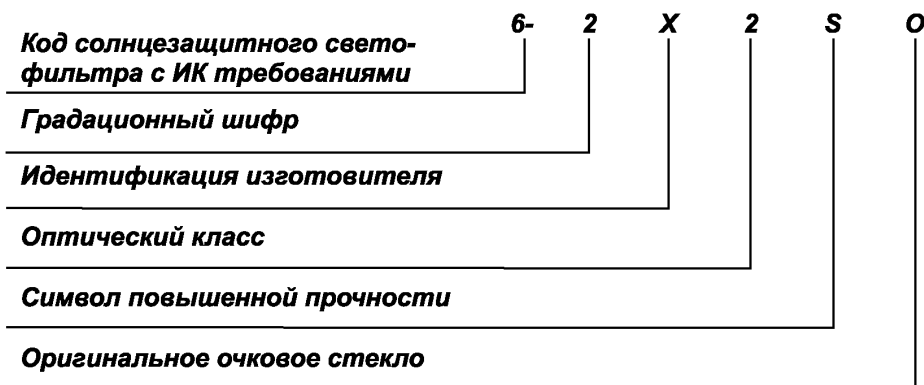 6- 2 X 2 S O
Код солнцезащитного свето-
фильтра с ИК требованиями
Градационный шифр
Идентификация изготовителя
Оптический класс
Символ повышенной прочности
Оригинальное очковое стекло